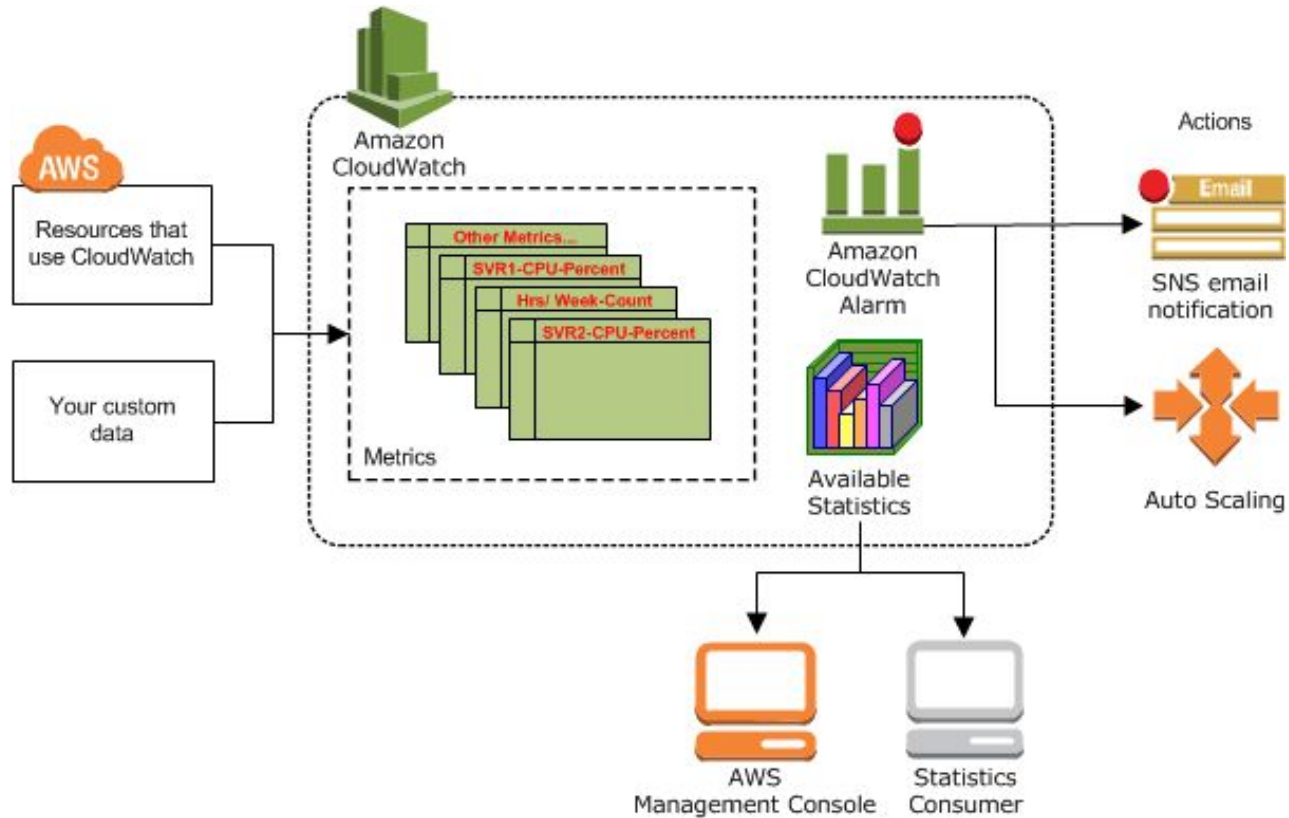 Amazon
CloudWatch
AWS
Resources that
use CloudWatch
Your custom
data
Other Metrics...
SVR1-CPU-Percent
Hrs/ Week-Count
SVR2-CPU-Percent
Metrics
Amazon
CloudWatch
Alarm
Available
Statistics
Actions
Email
SNS email
notification
Auto Scaling
AWS
Management Console
Statistics
Consumer